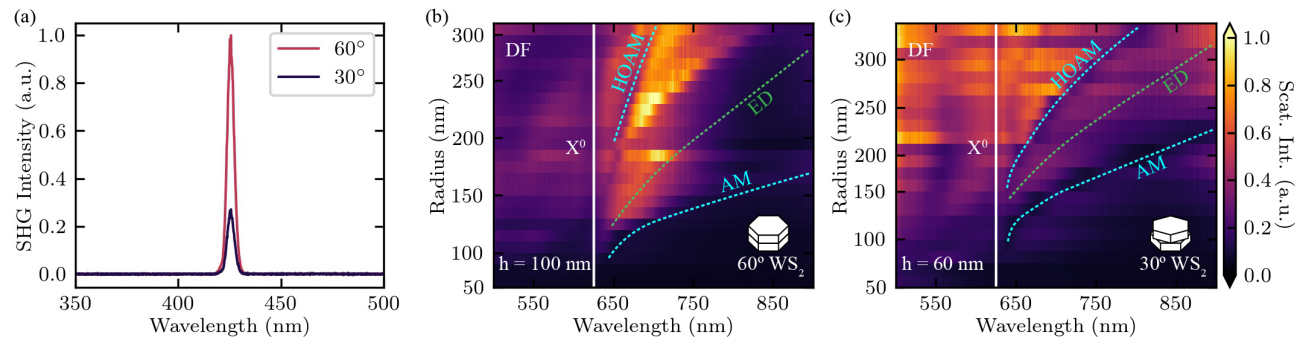 (a)
60°
30°
SHG Intensity (a.u.)
1.0
0.8
0.6
0.4
0.2
0.0
350
400
450
500
Wavelength (nm)
(b)
DF
HOAM
ED
X⁰
AM
h = 100 nm
60º WS₂
Radius (nm)
300
250
200
150
100
50
550
650
750
850
Wavelength (nm)
(c)
DF
HOAM
ED
X⁰
AM
h = 60 nm
30º WS₂
Radius (nm)
300
250
200
150
100
50
550
650
750
850
Wavelength (nm)
1.0
0.8
0.6
0.4
0.2
0.0
Scat. Int. (a.u.)